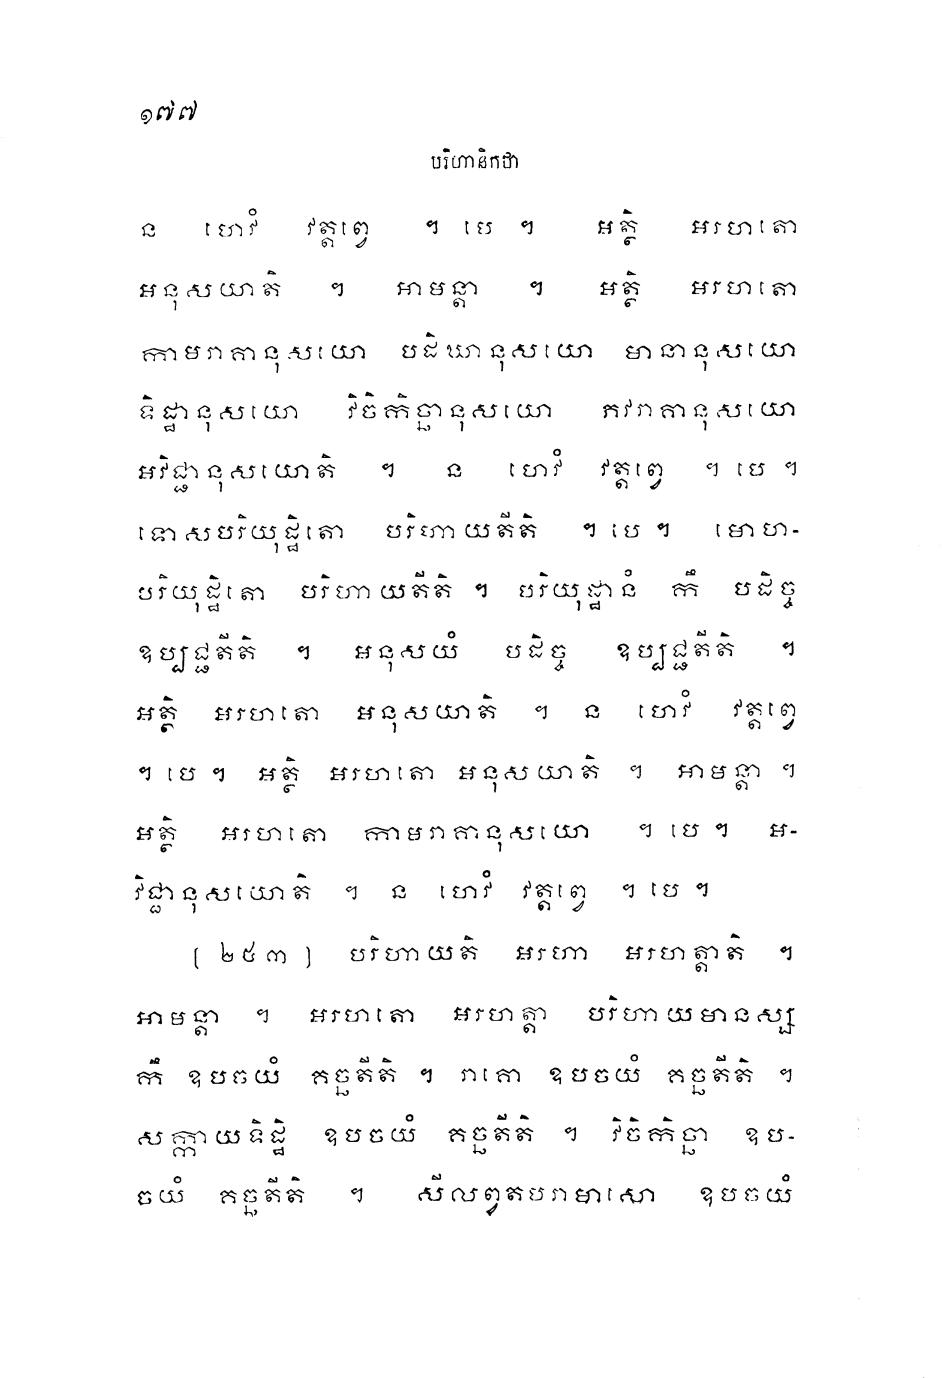 ១៧៧
បរិហានិកថា
ន ហេវំ វត្តព្វេ ។ បេ ។ អត្ថិ អរហតោ
អនុសយាតិ ។ អាមន្តា ។ អត្ថិ អរហតោ
កាមរាគានុសយោ បដិឃានុសយោ មានានុសយោ
ទិដ្ឋានុសយោ វិចិកិច្ឆានុសយោ ភវរាគានុសយោ
អវិជ្ជានុសយោតិ ។ ន ហេវំ វត្តព្វេ ។ បេ ។
ទោសបរិយុដ្ឋិតោ បរិហាយតីតិ ។ បេ ។ មោហ-
បរិយុដ្ឋិតោ បរិហាយតីតិ ។ បរិយុដ្ឋានំ កឹ បដិច្ច
ឧប្បជ្ជតីតិ ។ អនុសយំ បដិច្ច ឧប្បជ្ជតីតិ ។
អត្ថិ អរហតោ អនុសយាតិ ។ ន ហេវំ វត្តព្វេ
។ បេ ។ អត្ថិ អរហតោ អនុសយាតិ ។ អាមន្តា ។
អត្ថិ អរហតោ កាមរាគានុសយោ ។ បេ ។ អ-
វិជ្ជានុសយោតិ ។ ន ហេវំ វត្តព្វេ ។ បេ ។
[ ២៥៣ ] បរិហាយតិ អរហា អរហត្តាតិ ។
អាមន្តា ។ អរហតោ អរហត្តា បរិហាយមានស្ស
កឹ ឧបចយំ គច្ឆតីតិ ។ រាគោ ឧបចយំ គច្ឆតីតិ ។
សក្កាយទិដ្ឋិ ឧបចយំ គច្ឆតីតិ ។ វិចិកិច្ឆា ឧប-
ចយំ គច្ឆតីតិ ។ សីលព្វតបរាមាសោ ឧបចយំ